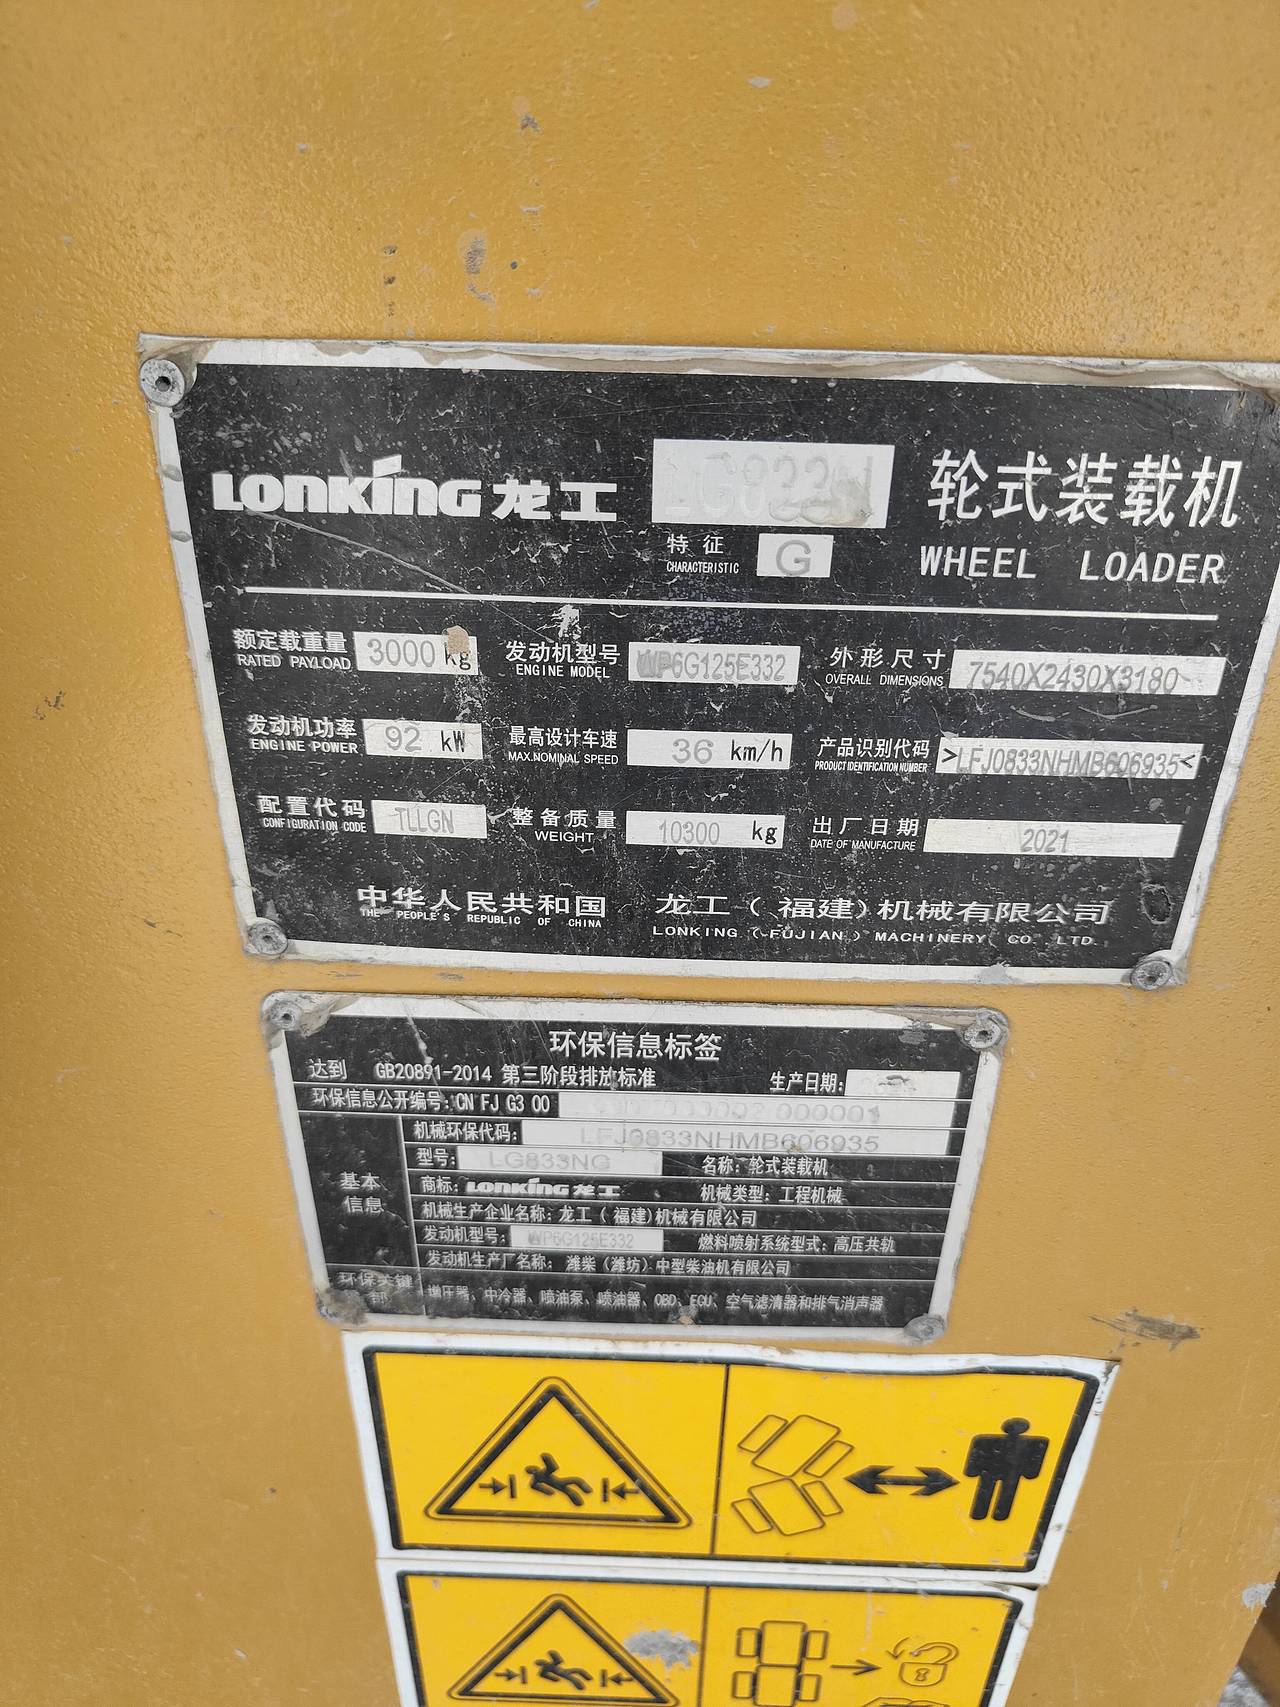 LONKING 龙工 轮式装载机
特征 CHARACTERISTIC G WHEEL LOADER
额定载重量 RATED PAYLOAD 3000 kg 发动机型号 ENGINE MODEL WP6G125E332 外形尺寸 OVERALL DIMENSIONS 7540X2430X3180
发动机功率 ENGINE POWER 92 kW 最高设计车速 MAX.NOMINAL SPEED 36 km/h 产品识别代码 PRODUCT IDENTIFICATION NUMBER >LFJ0833NHMB606935<
配置代码 CONFIGURATION CODE TLLGN 整备质量 WEIGHT 10300 kg 出厂日期 DATE OF MANUFACTURE 2021
中华人民共和国 龙工(福建)机械有限公司
THE PEOPLE'S REPUBLIC OF CHINA LONKING (FUJIAN) MACHINERY CO. LTD.
环保信息标签
达到 GB20891-2014 第三阶段排放标准 生产日期:
环保信息公开编号: CN FJ G3 00 000001
机械环保代码: LFJ0833NHMB606935
型号: LG833NG 名称: 轮式装载机
基本信息
商标: LONKING 龙工 机械类型: 工程机械
机械生产企业名称: 龙工(福建)机械有限公司
发动机型号: WP6G125E332 燃料喷射系统型式: 高压共轨
发动机生产厂名称: 潍柴(潍坊)中型柴油机有限公司
环保关键部 增压器、中冷器、喷油泵、喷油器、OBD、ECU、空气滤清器和排气消声器